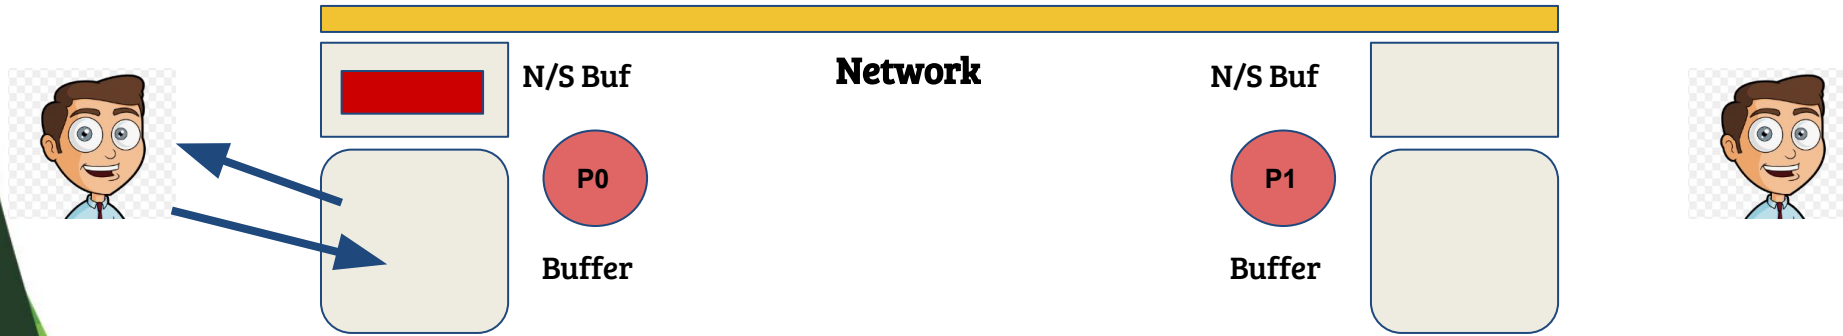 N/S Buf
Network
N/S Buf
P0
P1
Buffer
Buffer